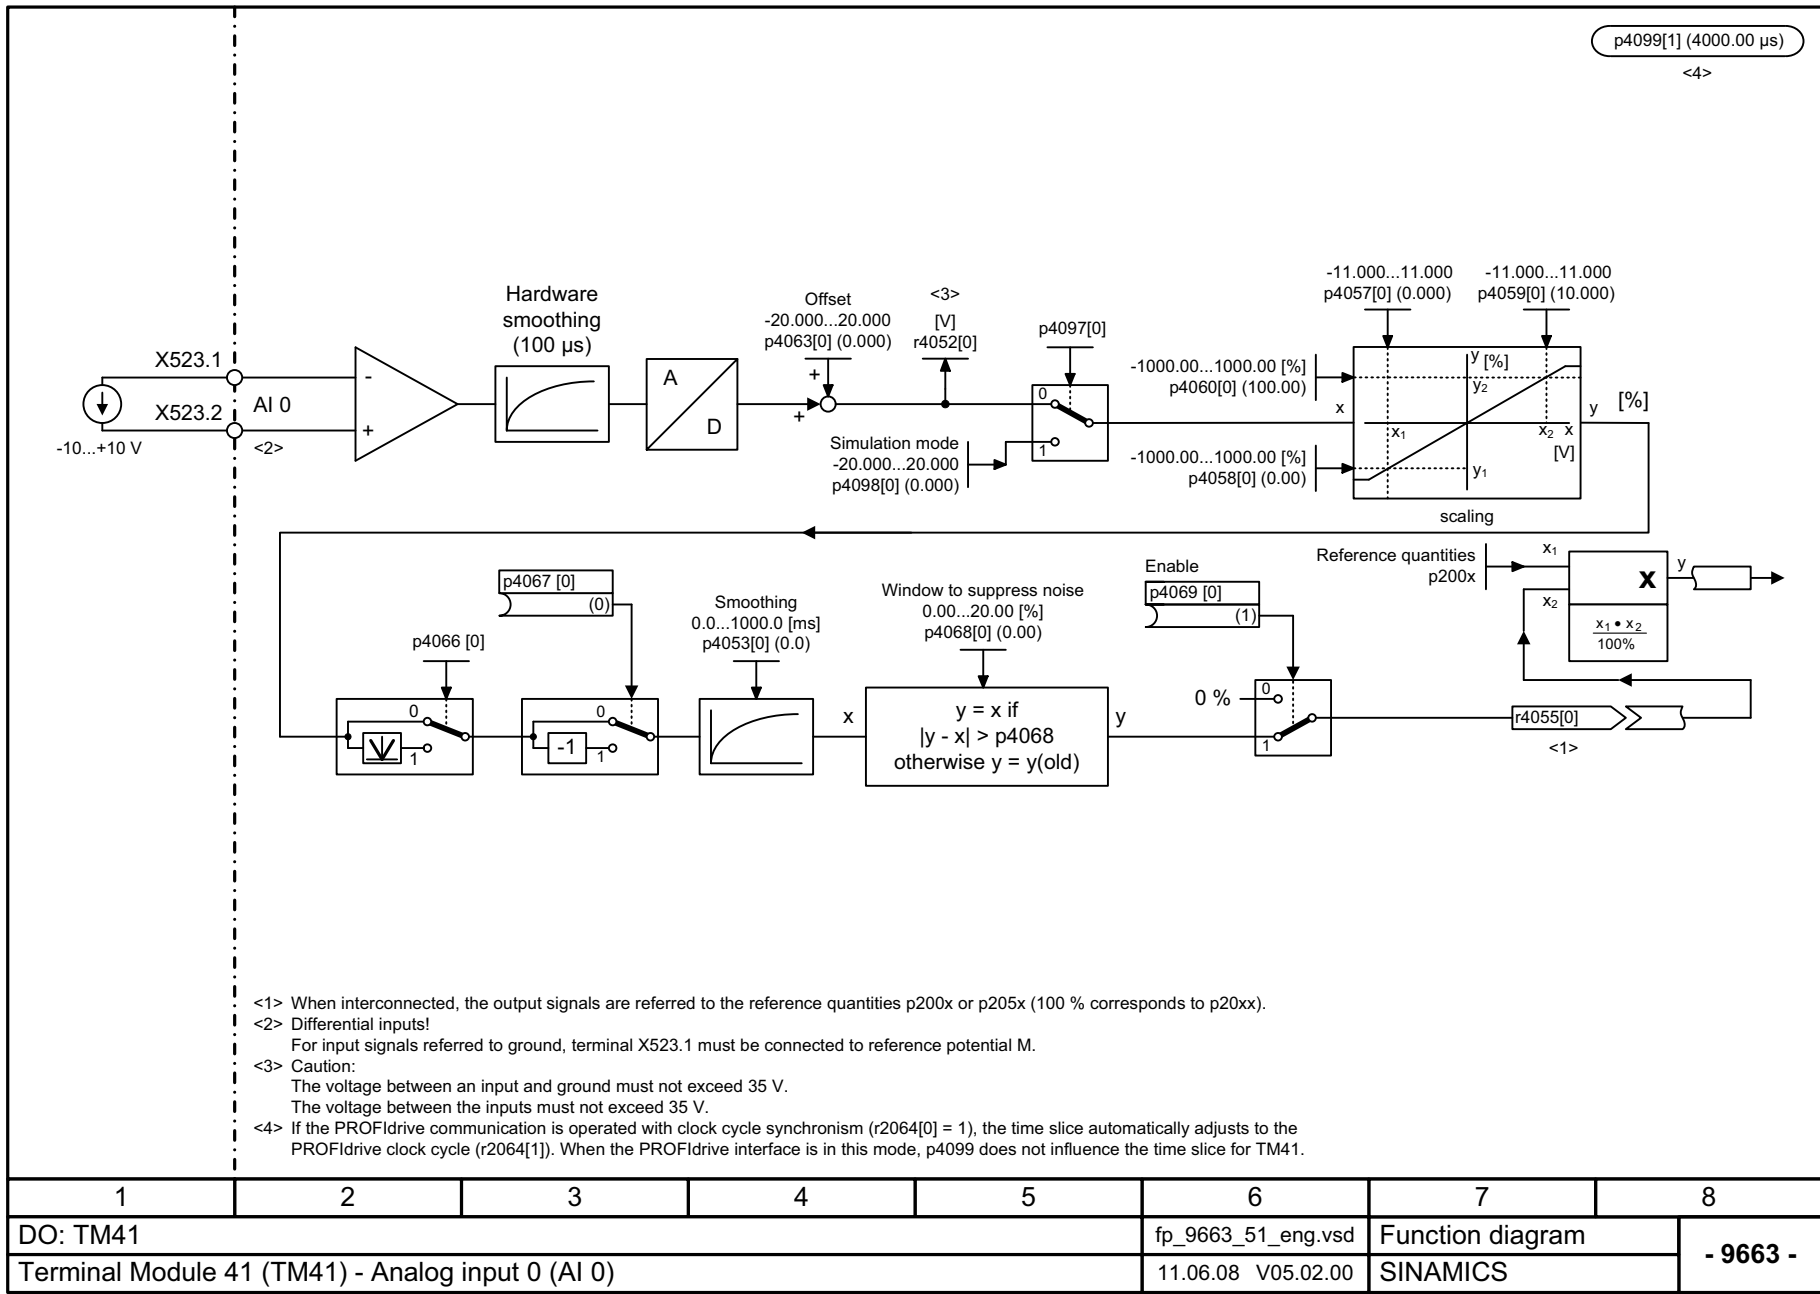 p4099[1] (4000.00 µs)
<4>
-11.000...11.000
p4057[0] (0.000)
-11.000...11.000
p4059[0] (10.000)
Hardware
smoothing
(100 µs)
Offset
-20.000...20.000
p4063[0] (0.000)
<3>
[V]
r4052[0]
p4097[0]
-1000.00...1000.00 [%]
p4060[0] (100.00)
-1000.00...1000.00 [%]
p4058[0] (0.00)
X523.1
X523.2
-10...+10 V
AI 0
<2>
-
+
A
D
+
+
0
1
Simulation mode
-20.000...20.000
p4098[0] (0.000)
x
y [%]
y2
x1
x2 x
[V]
y1
y [%]
scaling
p4066 [0]
0
1
p4067 [0]
(0)
0
-1
1
Smoothing
0.0...1000.0 [ms]
p4053[0] (0.0)
Window to suppress noise
0.00...20.00 [%]
p4068[0] (0.00)
x
y = x if
|y - x| > p4068
otherwise y = y(old)
y
Enable
p4069 [0]
(1)
0 %
0
1
Reference quantities
p200x
x1
x2
x
y
x1 • x2
100%
r4055[0]
<1>
<1> When interconnected, the output signals are referred to the reference quantities p200x or p205x (100 % corresponds to p20xx).
<2> Differential inputs!
For input signals referred to ground, terminal X523.1 must be connected to reference potential M.
<3> Caution:
The voltage between an input and ground must not exceed 35 V.
The voltage between the inputs must not exceed 35 V.
<4> If the PROFIdrive communication is operated with clock cycle synchronism (r2064[0] = 1), the time slice automatically adjusts to the
PROFIdrive clock cycle (r2064[1]). When the PROFIdrive interface is in this mode, p4099 does not influence the time slice for TM41.
1 2 3 4 5 6 7 8
DO: TM41
fp_9663_51_eng.vsd
Function diagram
- 9663 -
Terminal Module 41 (TM41) - Analog input 0 (AI 0)
11.06.08 V05.02.00
SINAMICS